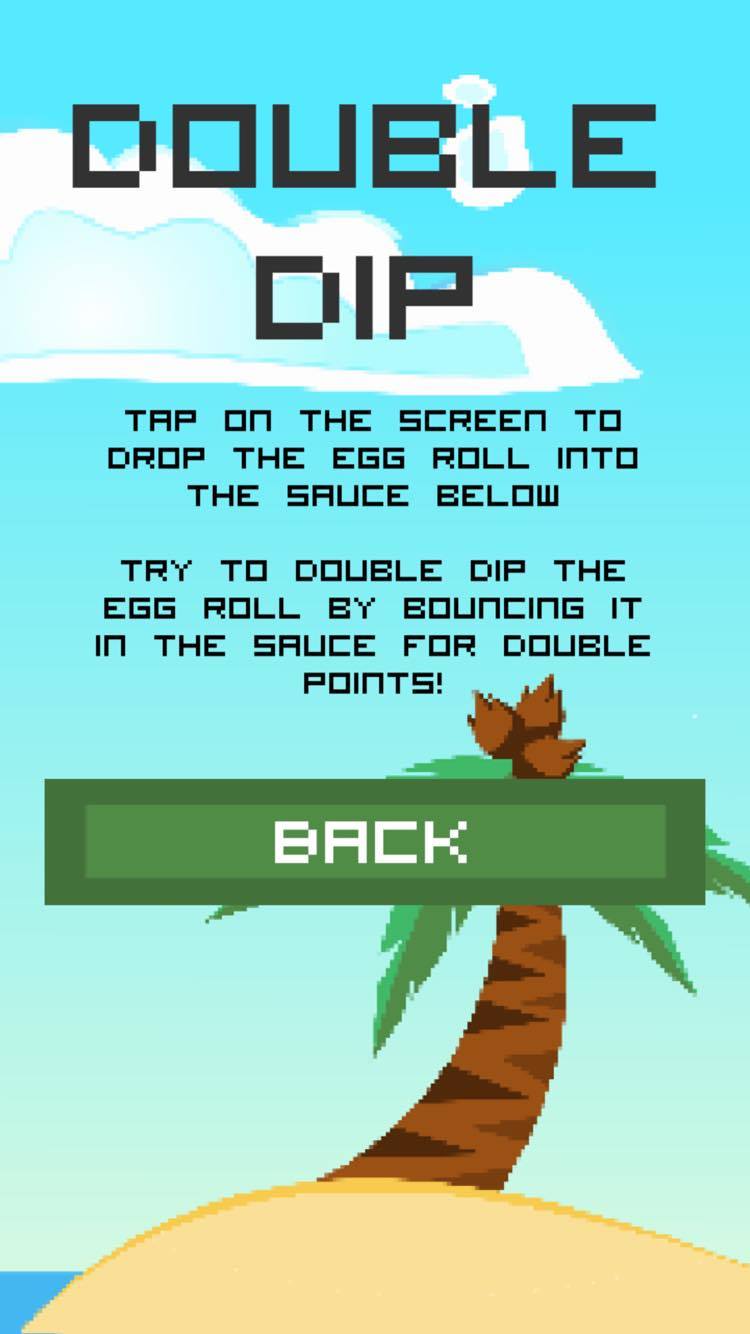 DOUBLE
DIP
TAP ON THE SCREEN TO
DROP THE EGG ROLL INTO
THE SAUCE BELOW
TRY TO DOUBLE DIP THE
EGG ROLL BY BOUNCING IT
IN THE SAUCE FOR DOUBLE
POINTS!
BACK